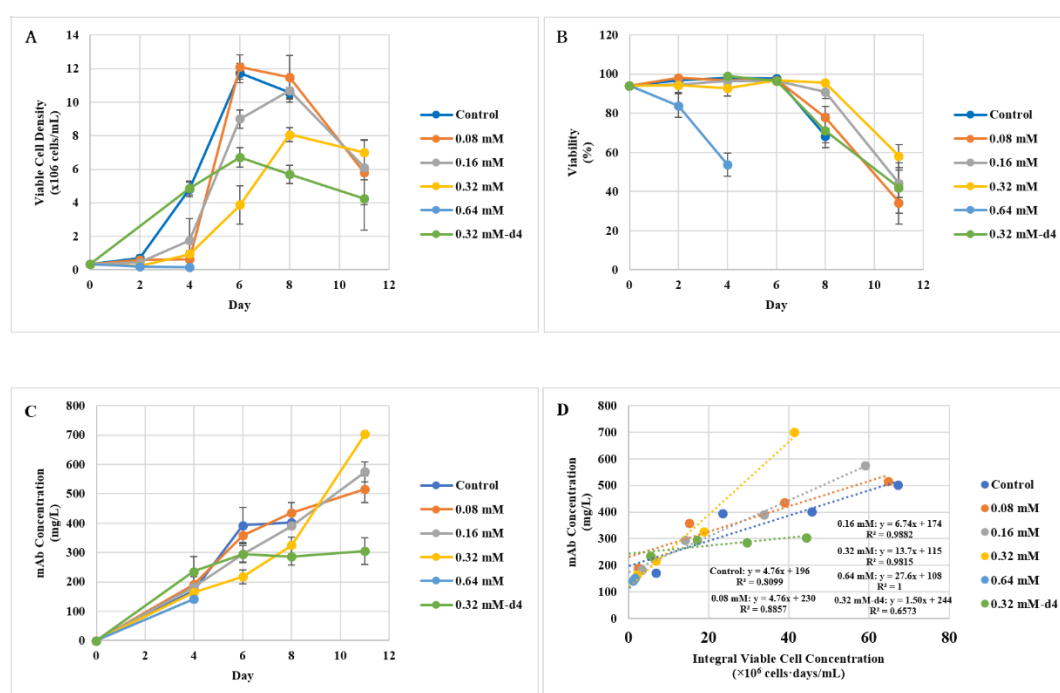 A
Viable Cell Density
(x106 cells/mL)
14
12
10
8
6
4
2
0
0 2 4 6 8 10 12
Day
Control
0.08 mM
0.16 mM
0.32 mM
0.64 mM
0.32 mM-d4
B
Viability
(%)
120
100
80
60
40
20
0
0 2 4 6 8 10 12
Day
Control
0.08 mM
0.16 mM
0.32 mM
0.64 mM
0.32 mM-d4
C
mAb Concentration
(mg/L)
800
700
600
500
400
300
200
100
0
0 2 4 6 8 10 12
Day
Control
0.08 mM
0.16 mM
0.32 mM
0.64 mM
0.32 mM-d4
D
mAb Concentration
(mg/L)
800
700
600
500
400
300
200
100
0
0.16 mM: y = 6.74x + 174
R² = 0.9882
0.32 mM: y = 13.7x + 115
R² = 0.9815
Control: y = 4.76x + 196
R² = 0.8099
0.64 mM: y = 27.6x + 108
R² = 1
0.08 mM: y = 4.76x + 230
R² = 0.8857
0.32 mM-d4: y = 1.50x + 244
R² = 0.6573
0 20 40 60 80
Integral Viable Cell Concentration
(×10⁶ cells·days/mL)
Control
0.08 mM
0.16 mM
0.32 mM
0.64 mM
0.32 mM-d4